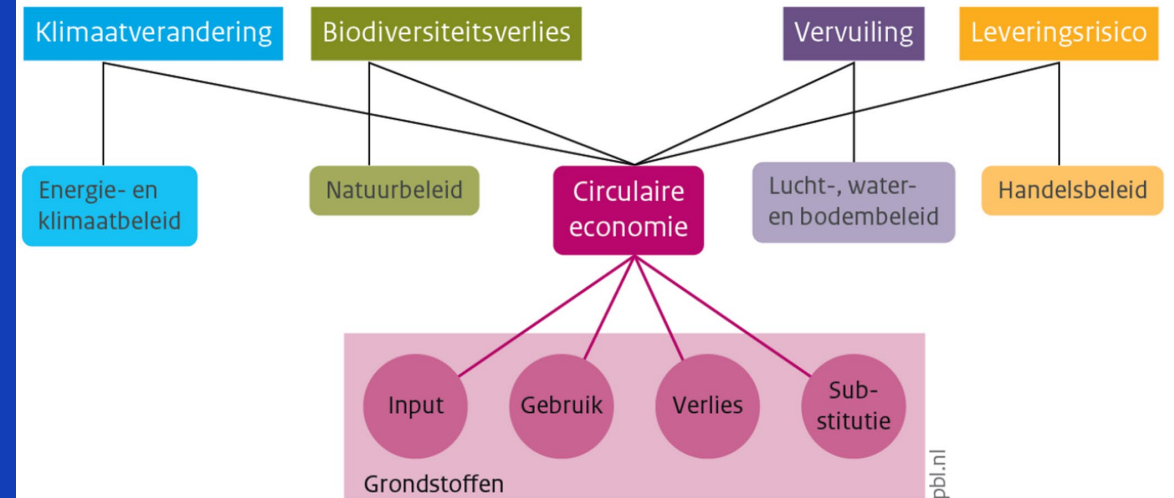 Klimaatverandering
Biodiversiteitsverlies
Vervuiling
Leveringsrisico
Energie- en
klimaatbeleid
Natuurbeleid
Circulaire
economie
Lucht-, water-
en bodembeleid
Handelsbeleid
Input
Gebruik
Verlies
Sub-
stitutie
Grondstoffen
pbl.nl